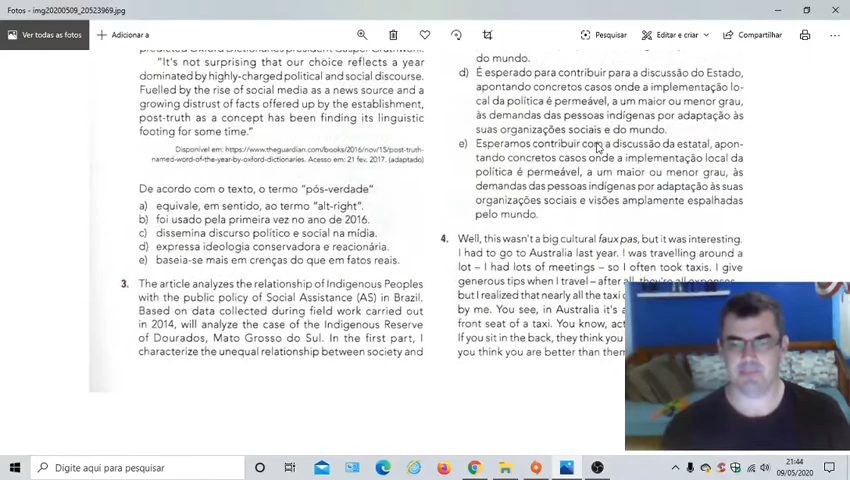 Fotos - img20200509_20523969.jpg
Ver todas as fotos
Adicionar a
Pesquisar
Editar e criar
Compartilhar
predicted Oxford Dictionaries president
"It's not surprising that our choice reflects a year
dominated by highly-charged political and social discourse.
Fuelled by the rise of social media as a news source and a
growing distrust of facts offered up by the establishment,
post-truth as a concept has been finding its linguistic
footing for some time."
Disponível em: https://www.theguardian.com/books/2016/nov/15/post-truth-
named-word-of-the-year-by-oxford-dictionaries. Acesso em: 21 fev. 2017. (adaptado)
De acordo com o texto, o termo "pós-verdade"
a) equivale, em sentido, ao termo "alt-right".
b) foi usado pela primeira vez no ano de 2016.
c) dissemina discurso político e social na mídia.
d) expressa ideologia conservadora e reacionária.
e) baseia-se mais em crenças do que em fatos reais.
3. The article analyzes the relationship of Indigenous Peoples
with the public policy of Social Assistance (AS) in Brazil.
Based on data collected during field work carried out
in 2014, will analyze the case of the Indigenous Reserve
of Dourados, Mato Grosso do Sul. In the first part, I
characterize the unequal relationship between society and
do mundo.
d) É esperado para contribuir para a discussão do Estado,
apontando concretos casos onde a implementação lo-
cal da política é permeável, a um maior ou menor grau,
às demandas das pessoas indígenas por adaptação às
suas organizações sociais e do mundo.
e) Esperamos contribuir com a discussão da estatal, apon-
tando concretos casos onde a implementação local da
política é permeável, a um maior ou menor grau, às
demandas das pessoas indígenas por adaptação às suas
organizações sociais e visões amplamente espalhadas
pelo mundo.
4. Well, this wasn't a big cultural faux pas, but it was interesting.
I had to go to Australia last year. I was travelling around a
lot – I had lots of meetings – so I often took taxis. I give
generous tips when I travel – after all, they're all expenses
but I realized that nearly all the taxi
by me. You see, in Australia it's
front seat of a taxi. You know,
If you sit in the back, they think
you think you are better than
Digite aqui para pesquisar
21:44
09/05/2020